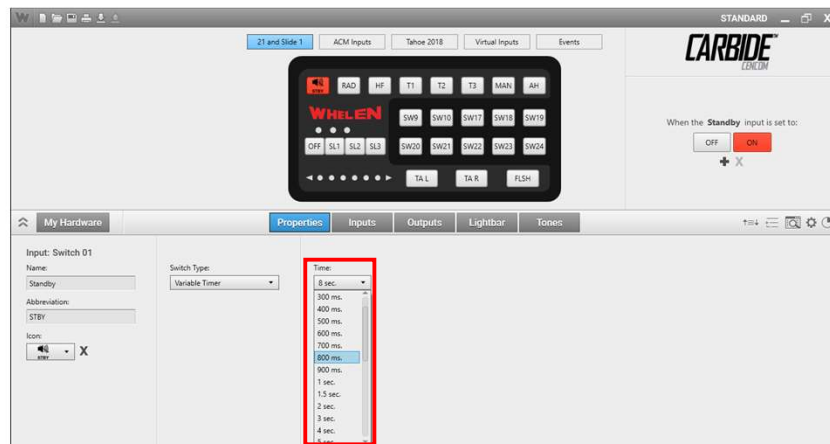 W STANDARD
21 and Slide 1 ACM Inputs Tahoe 2018 Virtual Inputs Events
CARBIDE™
CENCOM
STBY RAD HF T1 T2 T3 MAN AH
WHELEN
SW9 SW10 SW17 SW18 SW19
OFF SL1 SL2 SL3 SW20 SW21 SW22 SW23 SW24
TA L TA R FLSH
When the Standby input is set to:
OFF ON
X
My Hardware Properties Inputs Outputs Lightbar Tones
Input: Switch 01
Name:
Standby
Abbreviation:
STBY
Icon:
STBY X
Switch Type:
Variable Timer
Time:
8 sec.
300 ms.
400 ms.
500 ms.
600 ms.
700 ms.
800 ms.
900 ms.
1 sec.
1.5 sec.
2 sec.
3 sec.
4 sec.
5 sec.